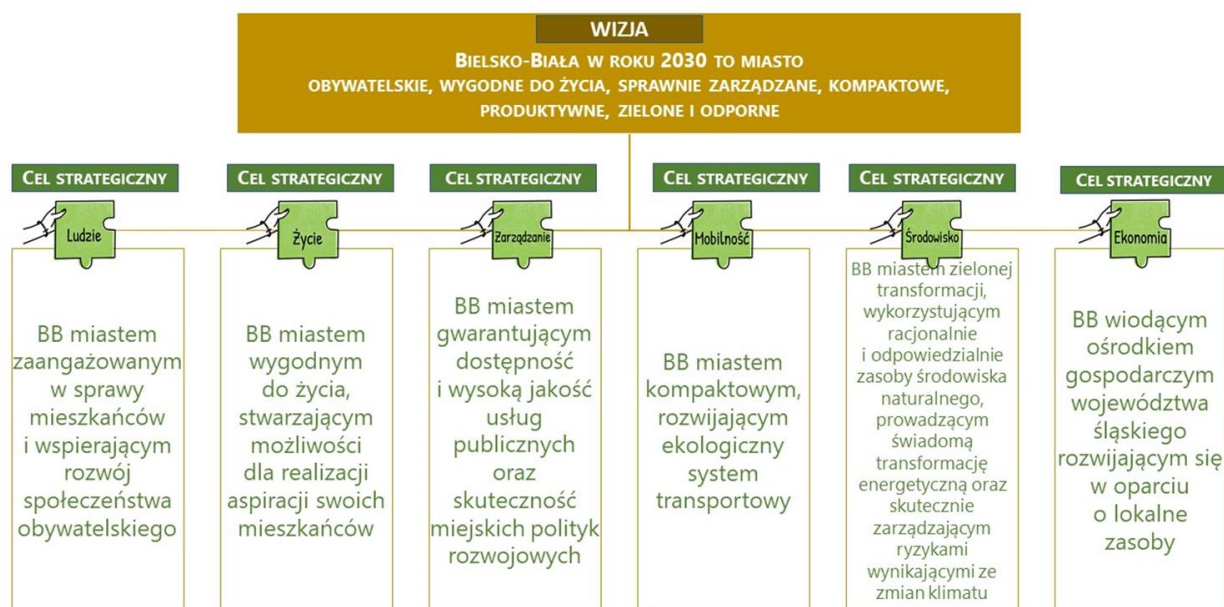 WIZJA
BIELSKO-BIAŁA W ROKU 2030 TO MIASTO
OBYWATELSKIE, WYGODNE DO ŻYCIA, SPRAWNIE ZARZĄDZANE, KOMPAKTOWE,
PRODUKTYWNE, ZIELONE I ODPORNE
CEL STRATEGICZNY
Ludzie
BB miastem
zaangażowanym
w sprawy
mieszkańców
i wspierającym
rozwój
społeczeństwa
obywatelskiego
CEL STRATEGICZNY
Życie
BB miastem
wygodnym
do życia,
stwarzającym
możliwości
dla realizacji
aspiracji swoich
mieszkańców
CEL STRATEGICZNY
Zarządzanie
BB miastem
gwarantującym
dostępność
i wysoką jakość
usług
publicznych
oraz
skuteczność
miejskich polityk
rozwojowych
CEL STRATEGICZNY
Mobilność
BB miastem
kompaktowym,
rozwijającym
ekologiczny
system
transportowy
CEL STRATEGICZNY
Środowisko
BB miastem zielonej
transformacji,
wykorzystującym
racjonalnie
i odpowiedzialnie
zasoby środowiska
naturalnego,
prowadzącym
świadomą
transformację
energetyczną oraz
skutecznie
zarządzającym
ryzykami
wynikającymi ze
zmian klimatu
CEL STRATEGICZNY
Ekonomia
BB wiodącym
ośrodkiem
gospodarczym
województwa
śląskiego
rozwijającym się
w oparciu
o lokalne
zasoby